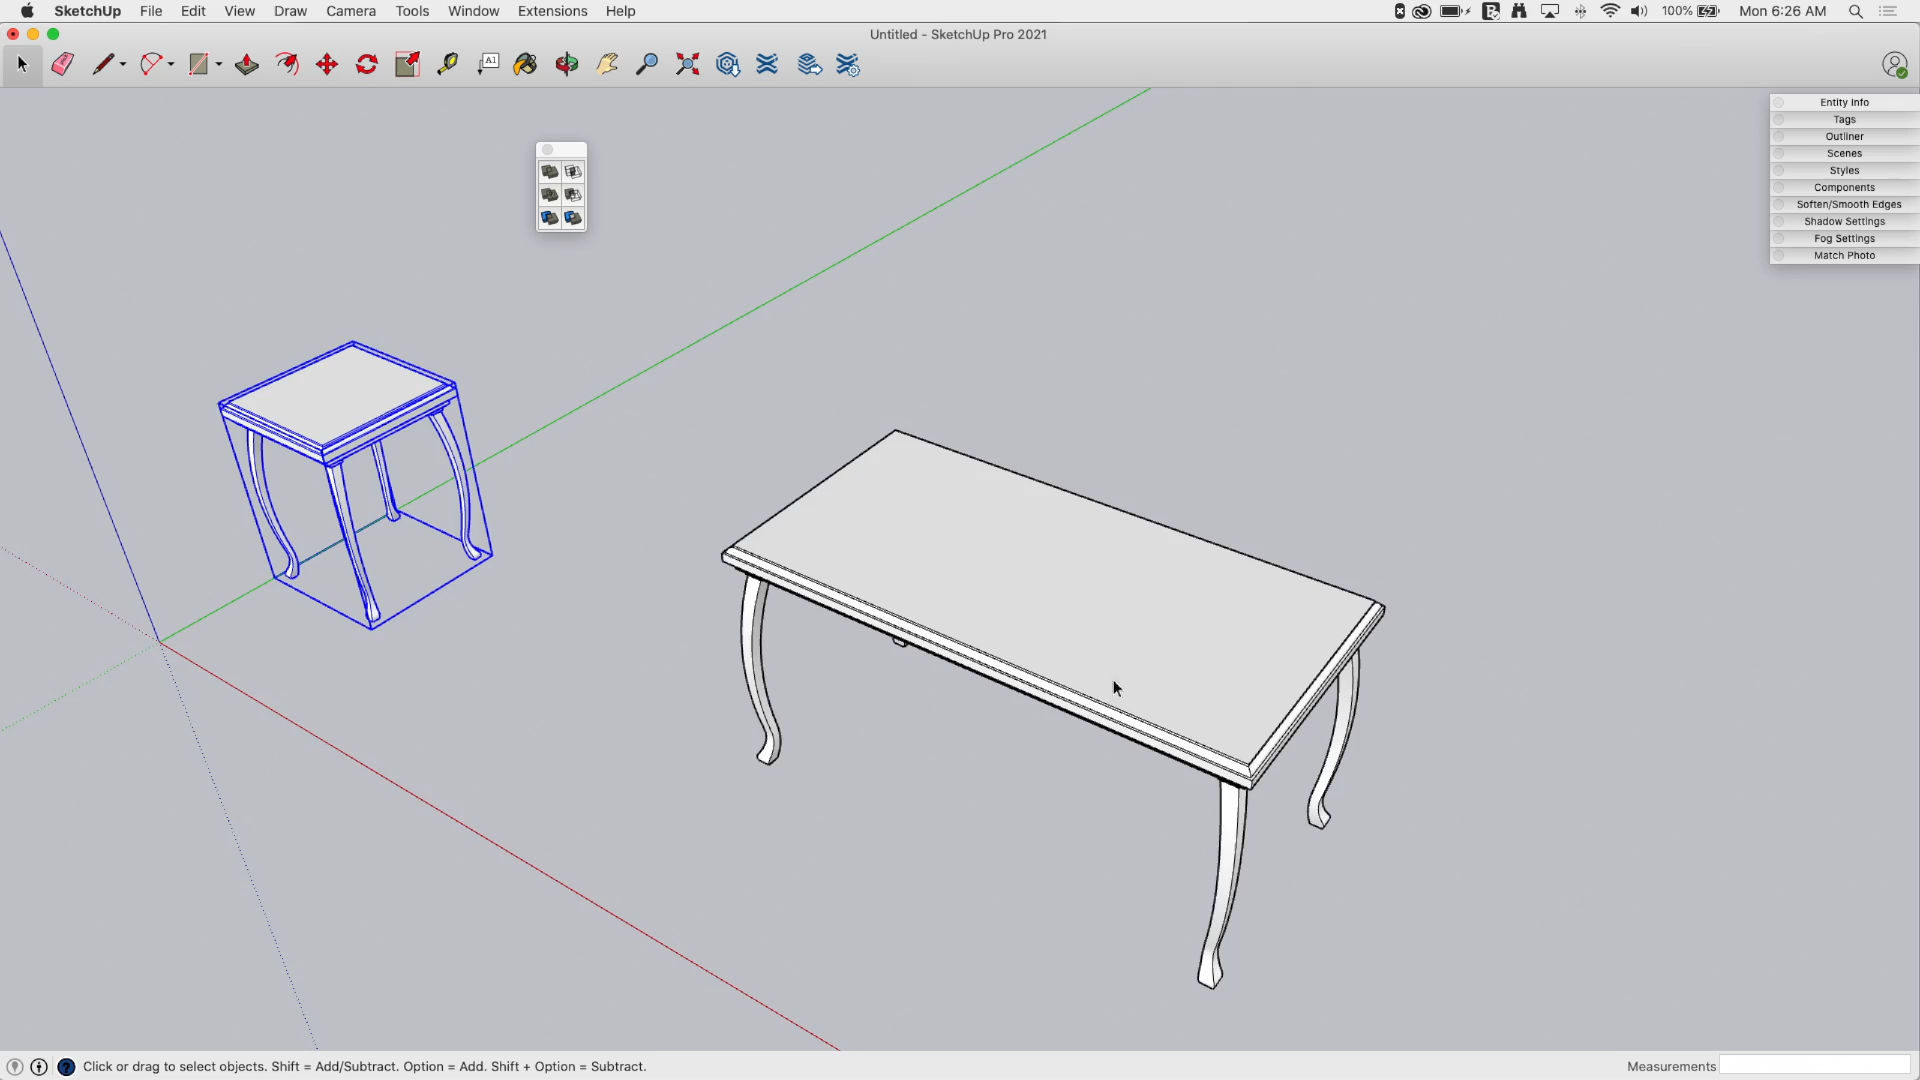 SketchUp File Edit View Draw Camera Tools Window Extensions Help
100% Mon 6:26 AM
Untitled - SketchUp Pro 2021
A1
Entity Info
Tags
Outliner
Scenes
Styles
Components
Soften/Smooth Edges
Shadow Settings
Fog Settings
Match Photo
Click or drag to select objects. Shift = Add/Subtract. Option = Add. Shift + Option = Subtract.
Measurements